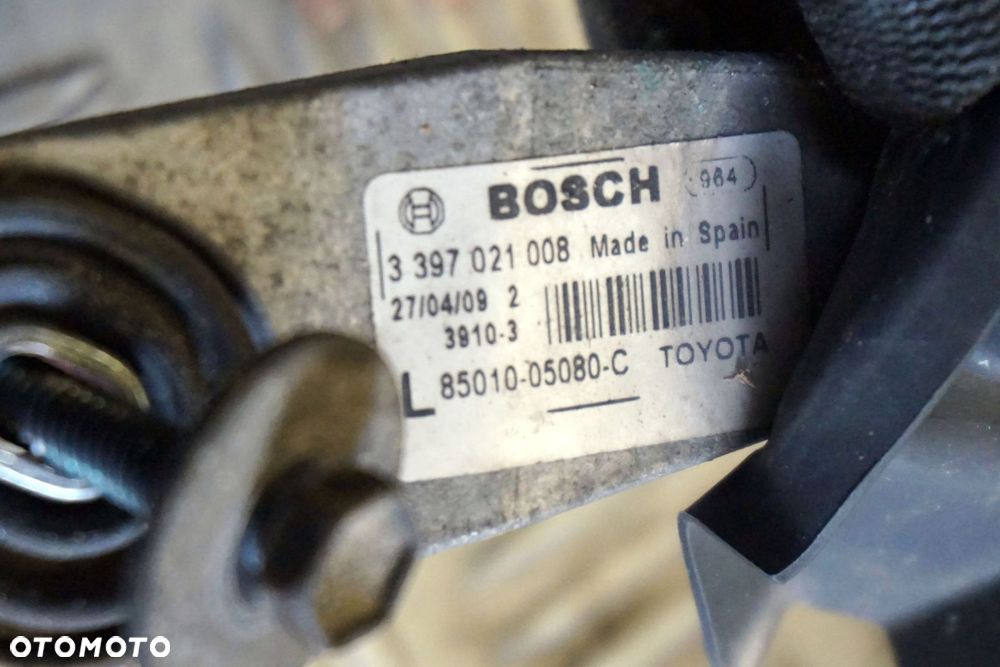 BOSCH 964
3 397 021 008 Made in Spain
27/04/09 2
3910-3
L 85010-05080-C TOYOTA
OTOMOTO